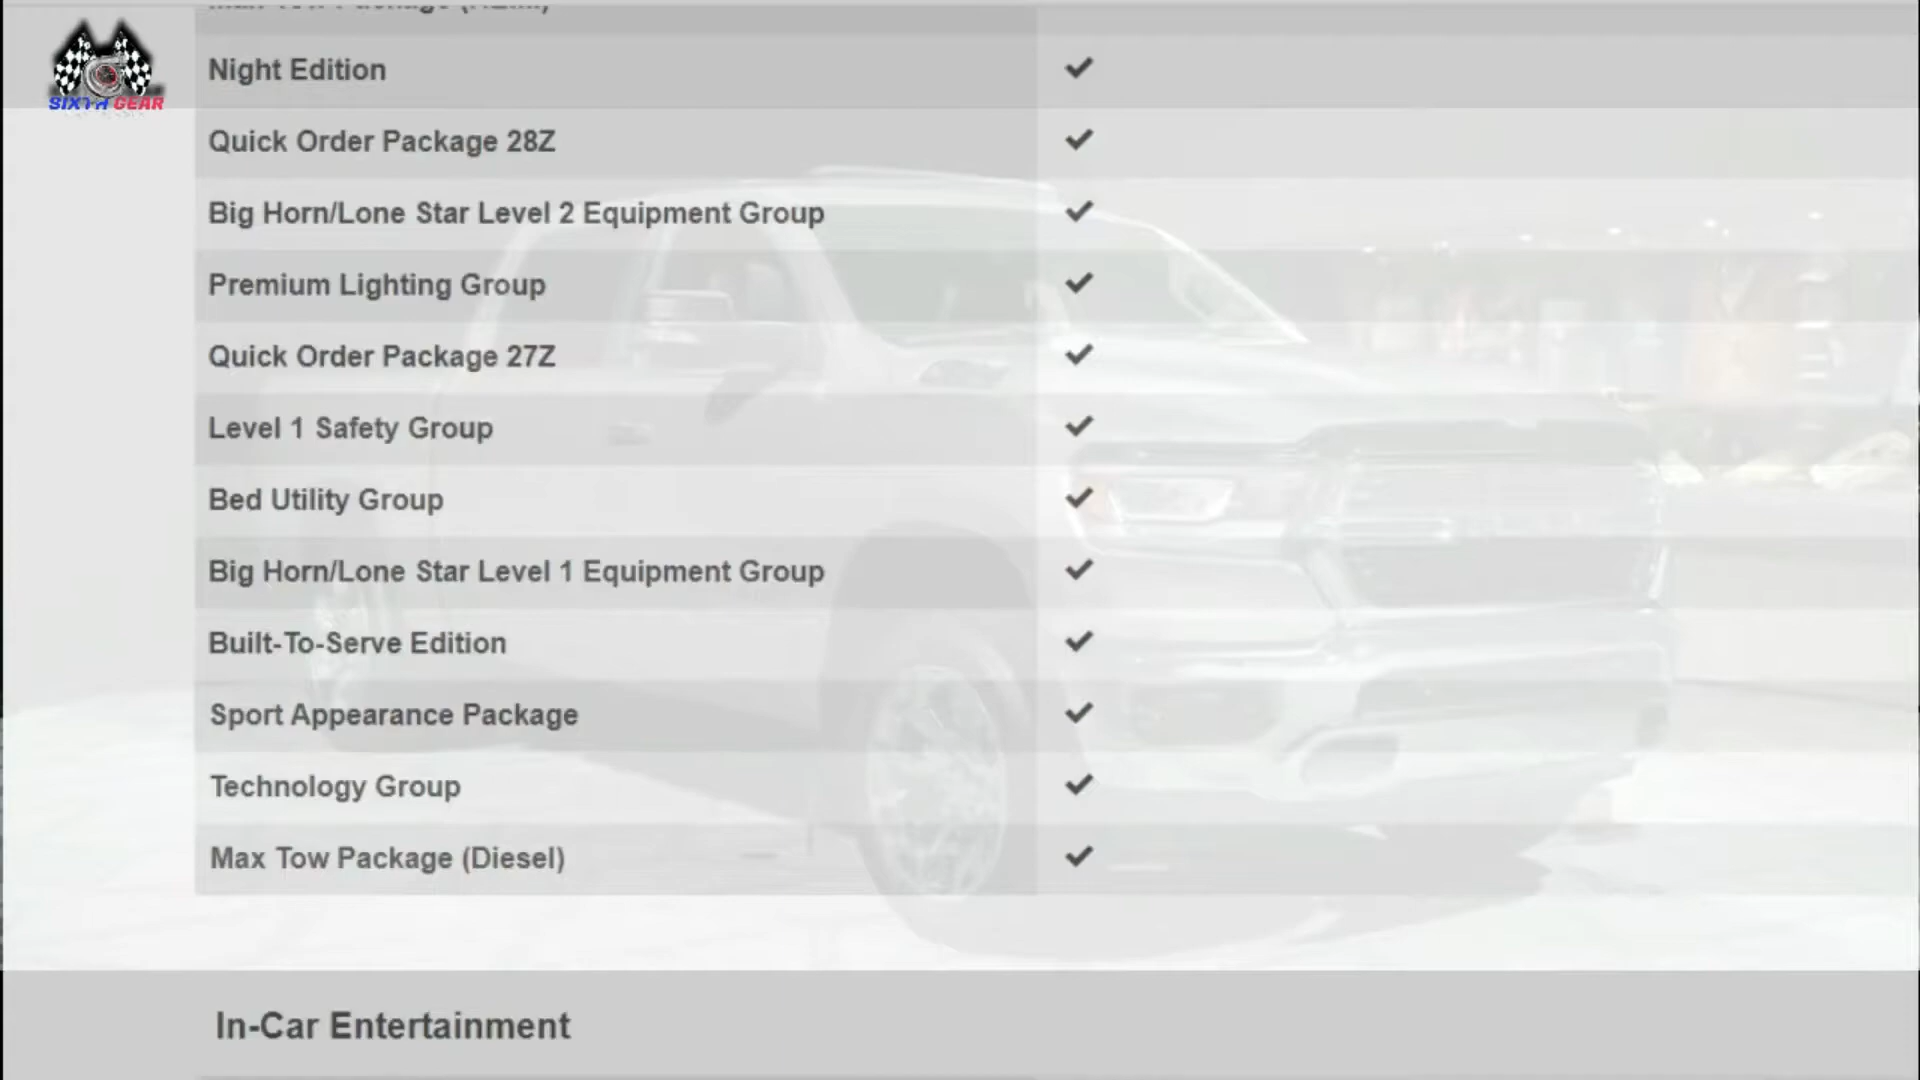 SIXTH GEAR
Night Edition
Quick Order Package 28Z
Big Horn/Lone Star Level 2 Equipment Group
Premium Lighting Group
Quick Order Package 27Z
Level 1 Safety Group
Bed Utility Group
Big Horn/Lone Star Level 1 Equipment Group
Built-To-Serve Edition
Sport Appearance Package
Technology Group
Max Tow Package (Diesel)
In-Car Entertainment